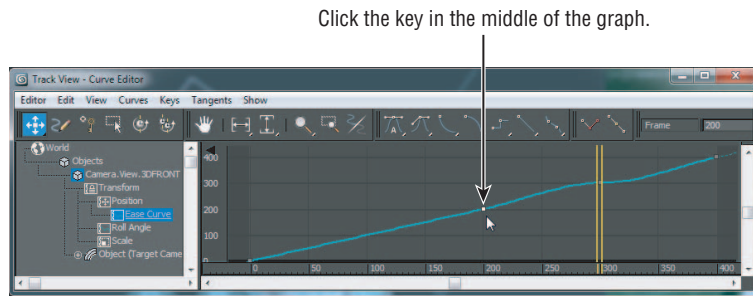 Click the key in the middle of the graph.
Track View - Curve Editor
Editor Edit View Curves Keys Tangents Show
Frame 200
World
Objects
Camera.View.3DFRONT
Transform
Position
Ease Curve
Roll Angle
Scale
Object (Target Came
400
300
200
100
0
0 50 100 150 200 250 300 350 400